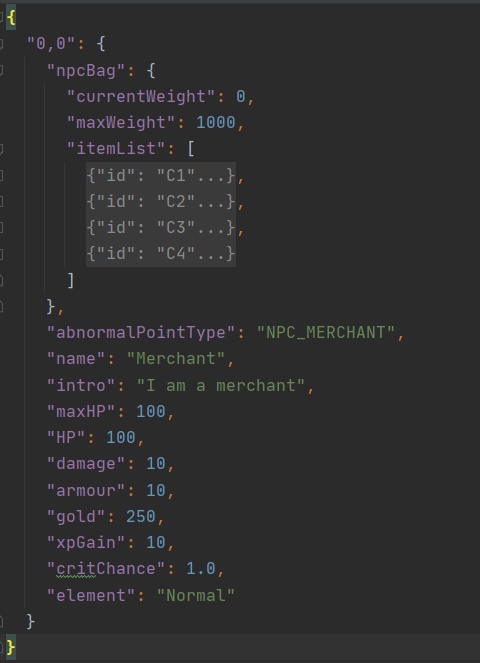 {
  "0,0": {
    "npcBag": {
      "currentWeight": 0,
      "maxWeight": 1000,
      "itemList": [
        {"id": "C1"...},
        {"id": "C2"...},
        {"id": "C3"...},
        {"id": "C4"...}
      ]
    },
    "abnormalPointType": "NPC_MERCHANT",
    "name": "Merchant",
    "intro": "I am a merchant",
    "maxHP": 100,
    "HP": 100,
    "damage": 10,
    "armour": 10,
    "gold": 250,
    "xpGain": 10,
    "critChance": 1.0,
    "element": "Normal"
  }
}